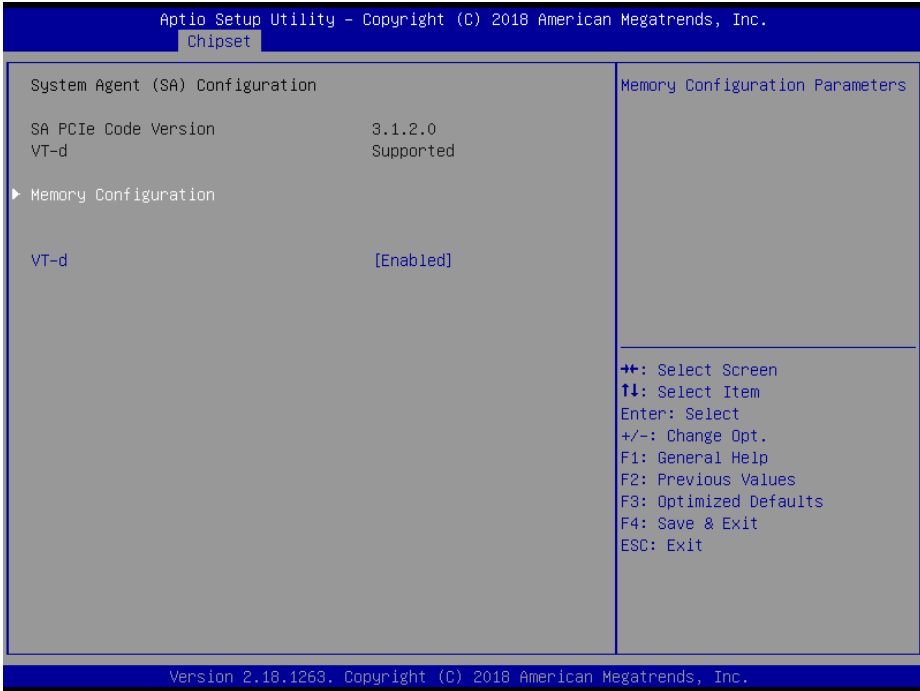 Aptio Setup Utility – Copyright (C) 2018 American Megatrends, Inc.
Chipset
System Agent (SA) Configuration
SA PCIe Code Version 3.1.2.0
VT-d Supported
Memory Configuration
VT-d [Enabled]
Memory Configuration Parameters
→←: Select Screen
↑↓: Select Item
Enter: Select
+/-: Change Opt.
F1: General Help
F2: Previous Values
F3: Optimized Defaults
F4: Save & Exit
ESC: Exit
Version 2.18.1263. Copyright (C) 2018 American Megatrends, Inc.